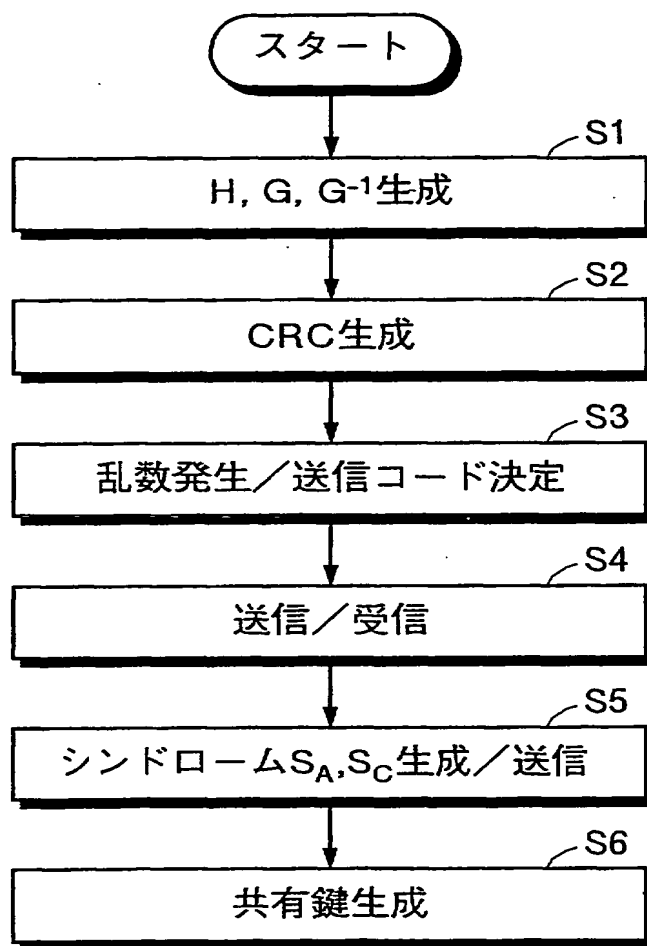 スタート
S1
H, G, G⁻¹生成
S2
CRC生成
S3
乱数発生／送信コード決定
S4
送信／受信
S5
シンドロームS_A,S_C生成／送信
S6
共有鍵生成